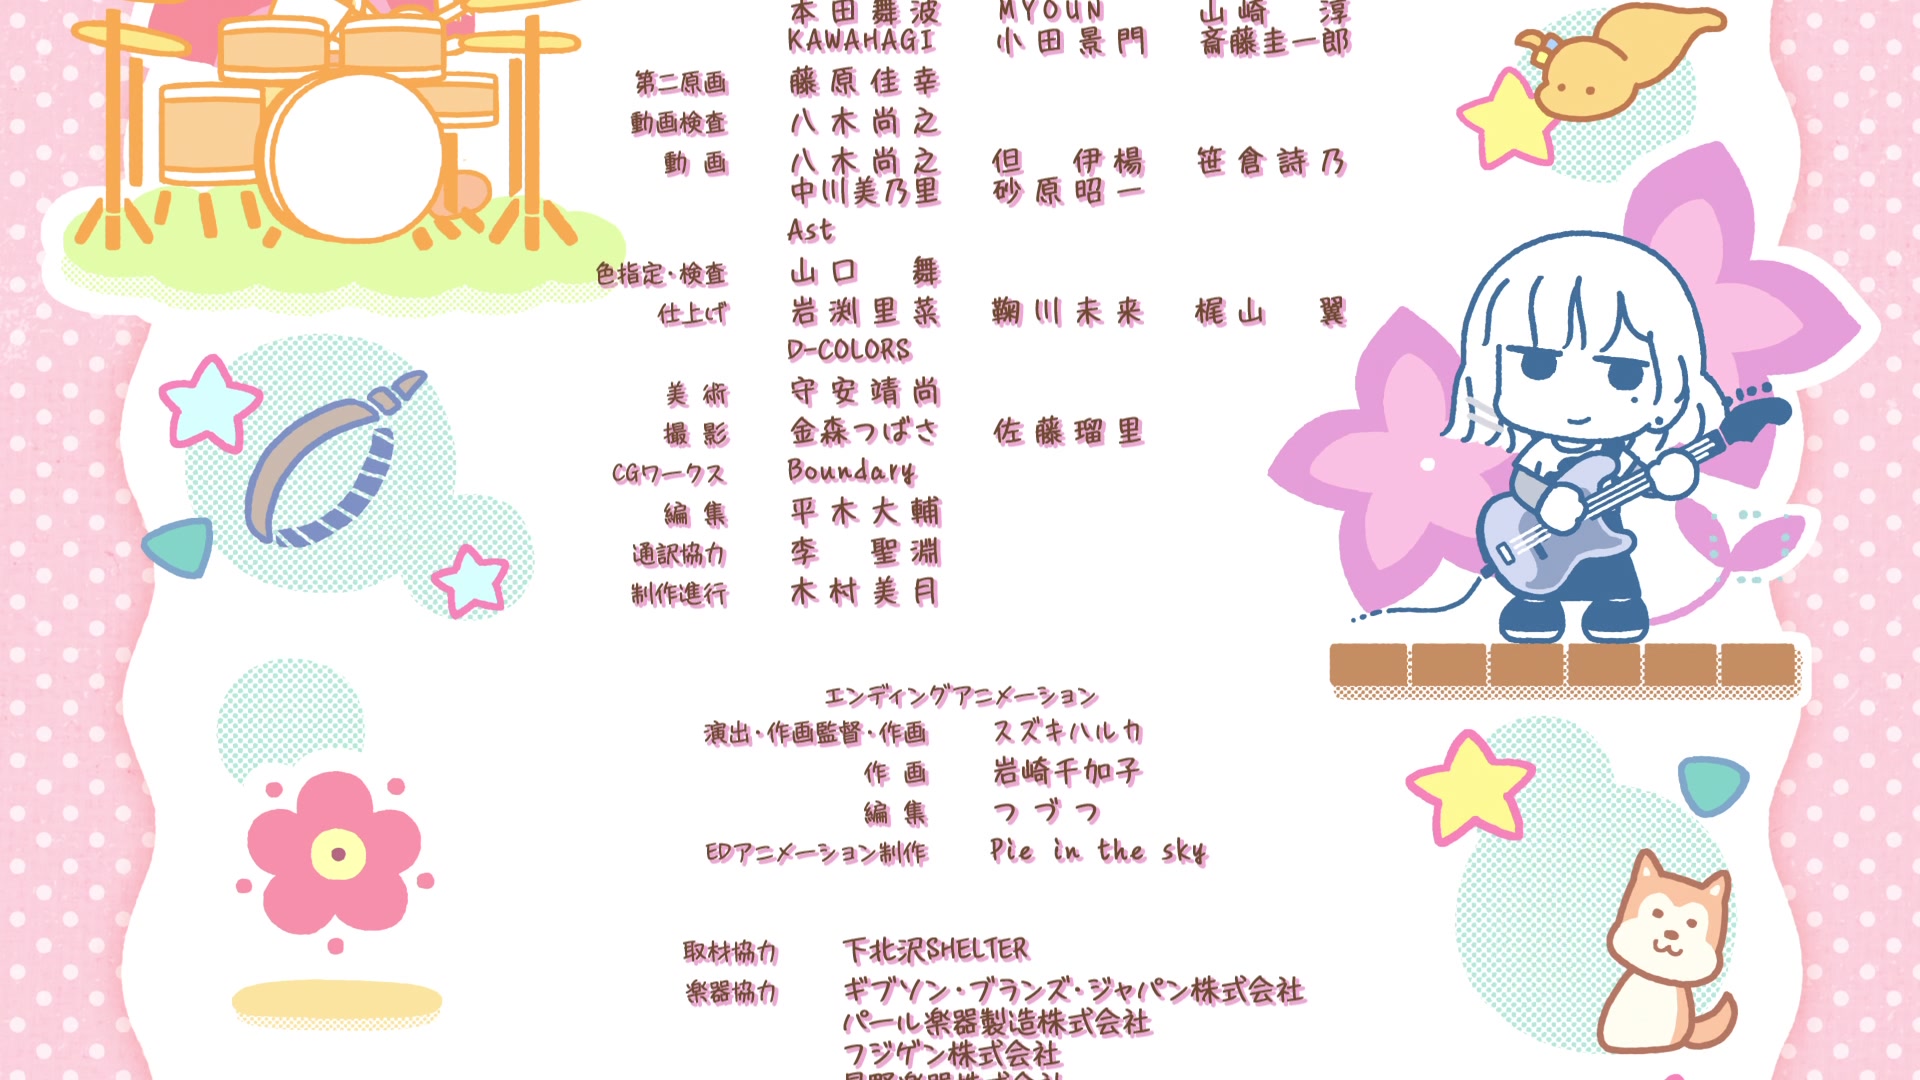 本田舞波 MYOUN 山崎 淳
KAWAHAGI 小田景門 斎藤圭一郎
第二原画 藤原佳幸
動画検査 八木尚之
動画 八木尚之 但 伊楊 笹倉詩乃
中川美乃里 砂原昭一
Ast
色指定・検査 山口 舞
仕上げ 岩渕里菜 鞠川未来 梶山 翼
D-COLORS
美術 守安靖尚
撮影 金森つばさ 佐藤瑠里
CGワークス Boundary
編集 平木大輔
通訳協力 李 聖淵
制作進行 木村美月
エンディングアニメーション
演出・作画監督・作画 スズキハルカ
作画 岩崎千加子
編集 つづつ
EDアニメーション制作 Pie in the sky
取材協力 下北沢SHELTER
楽器協力 ギブソン・ブランズ・ジャパン株式会社
パール楽器製造株式会社
フジゲン株式会社
星野楽器株式会社